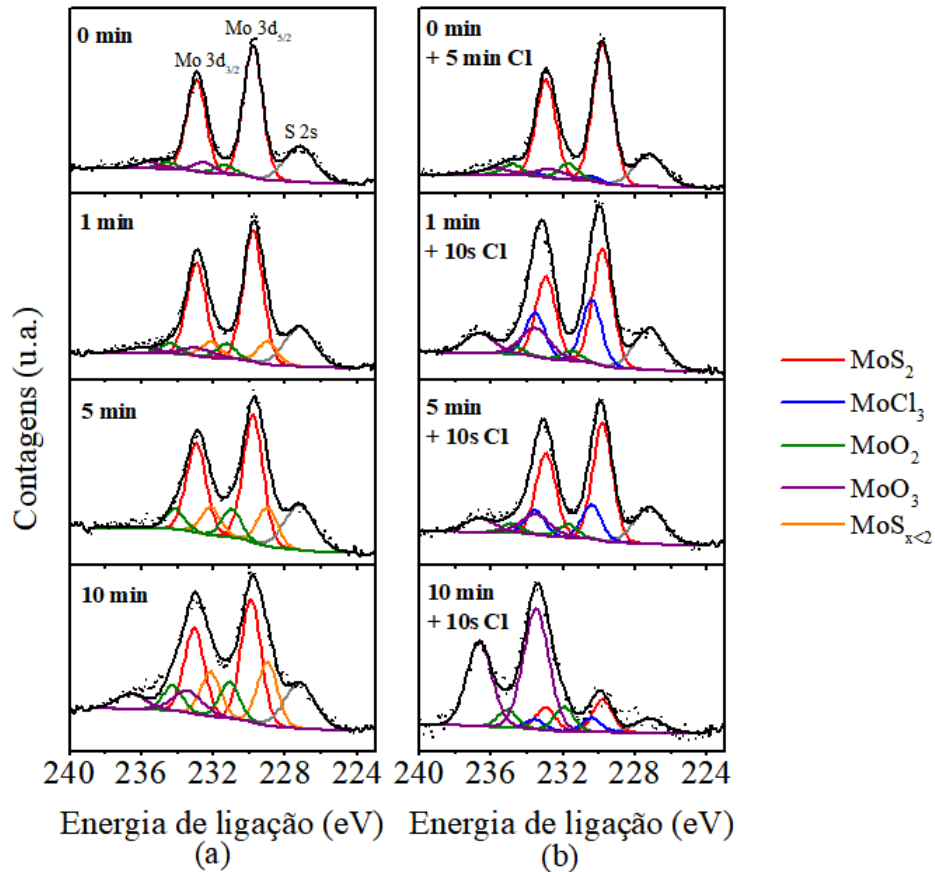 0 min
Mo 3d5/2
Mo 3d3/2
S 2s
1 min
5 min
10 min
240 236 232 228 224
Energia de ligação (eV)
(a)
Contagens (u.a.)
0 min
+ 5 min Cl
1 min
+ 10s Cl
5 min
+ 10s Cl
10 min
+ 10s Cl
240 236 232 228 224
Energia de ligação (eV)
(b)
MoS2
MoCl3
MoO2
MoO3
MoSx<2